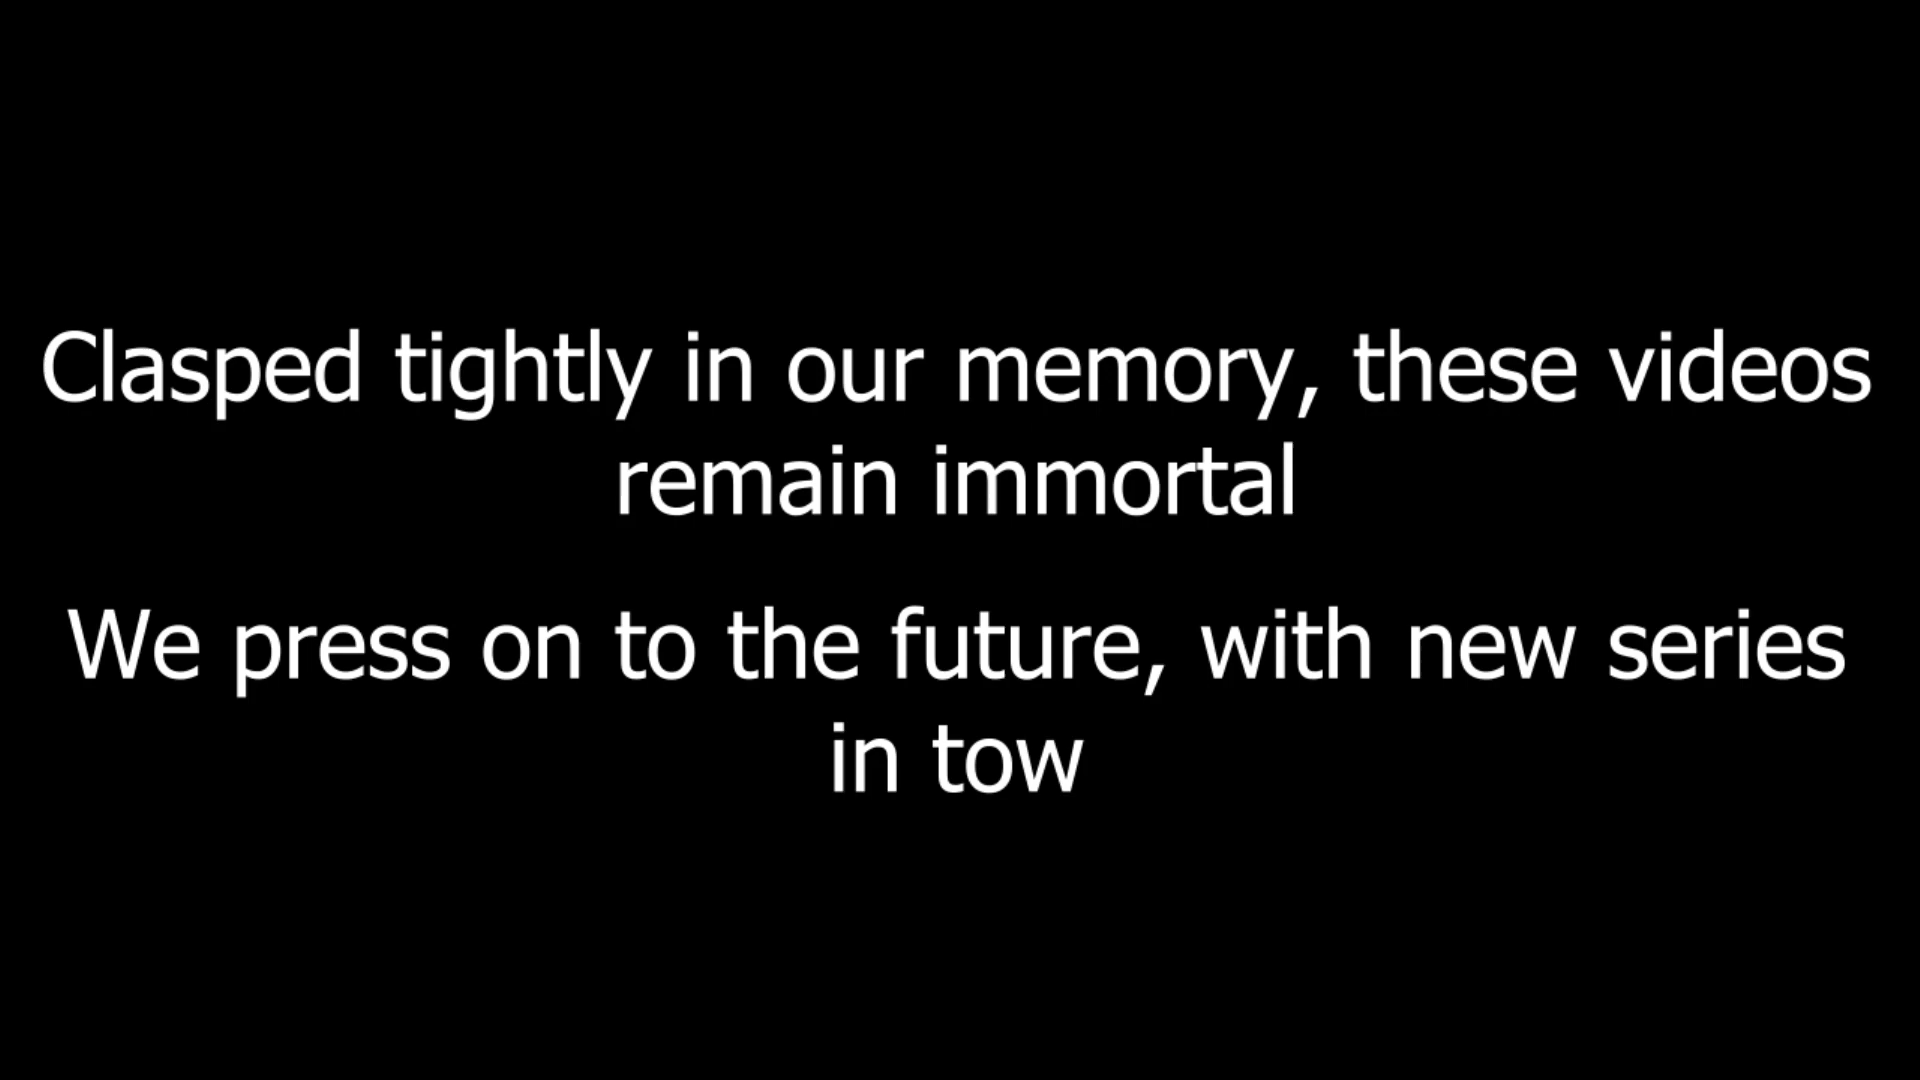 Clasped tightly in our memory, these videos
remain immortal
We press on to the future, with new series
in tow